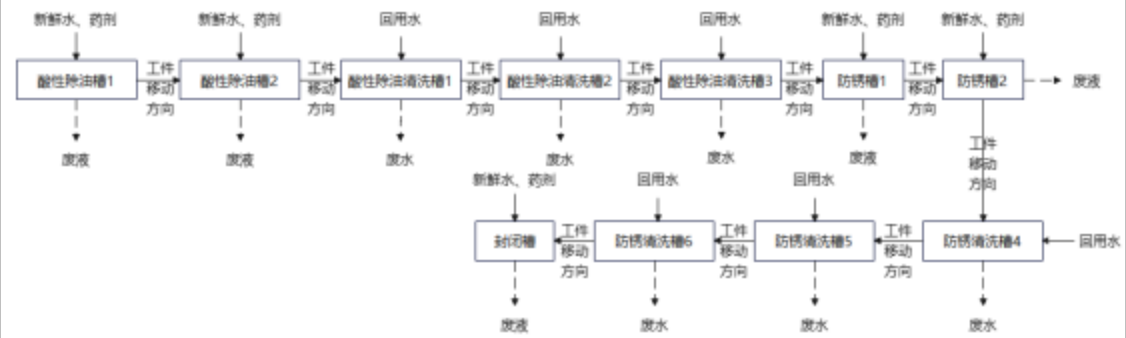 新鲜水、药剂
新鲜水、药剂
回用水
回用水
回用水
新鲜水、药剂
新鲜水、药剂
酸性除油槽1
工件
移动
方向
酸性除油槽2
工件
移动
方向
酸性除油清洗槽1
工件
移动
方向
酸性除油清洗槽2
工件
移动
方向
酸性除油清洗槽3
工件
移动
方向
防锈槽1
工件
移动
方向
防锈槽2
废液
废液
废液
废水
废水
废水
废液
工件
移动
方向
新鲜水、药剂
回用水
回用水
封闭槽
工件
移动
方向
防锈清洗槽6
工件
移动
方向
防锈清洗槽5
工件
移动
方向
防锈清洗槽4
回用水
废液
废水
废水
废水